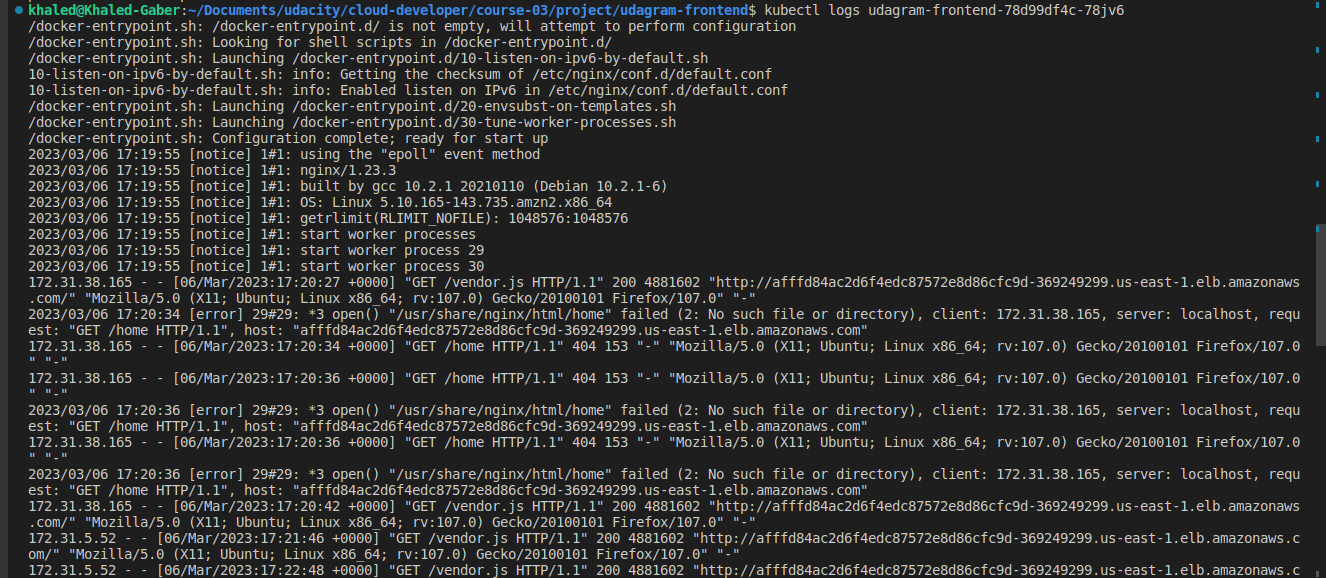 khaled@Khaled-Gaber:~/Documents/udacity/cloud-developer/course-03/project/udagram-frontend$ kubectl logs udagram-frontend-78d99df4c-78jv6
/docker-entrypoint.sh: /docker-entrypoint.d/ is not empty, will attempt to perform configuration
/docker-entrypoint.sh: Looking for shell scripts in /docker-entrypoint.d/
/docker-entrypoint.sh: Launching /docker-entrypoint.d/10-listen-on-ipv6-by-default.sh
10-listen-on-ipv6-by-default.sh: info: Getting the checksum of /etc/nginx/conf.d/default.conf
10-listen-on-ipv6-by-default.sh: info: Enabled listen on IPv6 in /etc/nginx/conf.d/default.conf
/docker-entrypoint.sh: Launching /docker-entrypoint.d/20-envsubst-on-templates.sh
/docker-entrypoint.sh: Launching /docker-entrypoint.d/30-tune-worker-processes.sh
/docker-entrypoint.sh: Configuration complete; ready for start up
2023/03/06 17:19:55 [notice] 1#1: using the "epoll" event method
2023/03/06 17:19:55 [notice] 1#1: nginx/1.23.3
2023/03/06 17:19:55 [notice] 1#1: built by gcc 10.2.1 20210110 (Debian 10.2.1-6)
2023/03/06 17:19:55 [notice] 1#1: OS: Linux 5.10.165-143.735.amzn2.x86_64
2023/03/06 17:19:55 [notice] 1#1: getrlimit(RLIMIT_NOFILE): 1048576:1048576
2023/03/06 17:19:55 [notice] 1#1: start worker processes
2023/03/06 17:19:55 [notice] 1#1: start worker process 29
2023/03/06 17:19:55 [notice] 1#1: start worker process 30
172.31.38.165 - - [06/Mar/2023:17:20:27 +0000] "GET /vendor.js HTTP/1.1" 200 4881602 "http://afffd84ac2d6f4edc87572e8d86cfc9d-369249299.us-east-1.elb.amazonaws
.com/" "Mozilla/5.0 (X11; Ubuntu; Linux x86_64; rv:107.0) Gecko/20100101 Firefox/107.0" "-"
2023/03/06 17:20:34 [error] 29#29: *3 open() "/usr/share/nginx/html/home" failed (2: No such file or directory), client: 172.31.38.165, server: localhost, requ
est: "GET /home HTTP/1.1", host: "afffd84ac2d6f4edc87572e8d86cfc9d-369249299.us-east-1.elb.amazonaws.com"
172.31.38.165 - - [06/Mar/2023:17:20:34 +0000] "GET /home HTTP/1.1" 404 153 "-" "Mozilla/5.0 (X11; Ubuntu; Linux x86_64; rv:107.0) Gecko/20100101 Firefox/107.0
" "-"
172.31.38.165 - - [06/Mar/2023:17:20:36 +0000] "GET /home HTTP/1.1" 404 153 "-" "Mozilla/5.0 (X11; Ubuntu; Linux x86_64; rv:107.0) Gecko/20100101 Firefox/107.0
" "-"
2023/03/06 17:20:36 [error] 29#29: *3 open() "/usr/share/nginx/html/home" failed (2: No such file or directory), client: 172.31.38.165, server: localhost, requ
est: "GET /home HTTP/1.1", host: "afffd84ac2d6f4edc87572e8d86cfc9d-369249299.us-east-1.elb.amazonaws.com"
172.31.38.165 - - [06/Mar/2023:17:20:36 +0000] "GET /home HTTP/1.1" 404 153 "-" "Mozilla/5.0 (X11; Ubuntu; Linux x86_64; rv:107.0) Gecko/20100101 Firefox/107.0
" "-"
2023/03/06 17:20:36 [error] 29#29: *3 open() "/usr/share/nginx/html/home" failed (2: No such file or directory), client: 172.31.38.165, server: localhost, requ
est: "GET /home HTTP/1.1", host: "afffd84ac2d6f4edc87572e8d86cfc9d-369249299.us-east-1.elb.amazonaws.com"
172.31.38.165 - - [06/Mar/2023:17:20:42 +0000] "GET /vendor.js HTTP/1.1" 200 4881602 "http://afffd84ac2d6f4edc87572e8d86cfc9d-369249299.us-east-1.elb.amazonaws
.com/" "Mozilla/5.0 (X11; Ubuntu; Linux x86_64; rv:107.0) Gecko/20100101 Firefox/107.0" "-"
172.31.5.52 - - [06/Mar/2023:17:21:46 +0000] "GET /vendor.js HTTP/1.1" 200 4881602 "http://afffd84ac2d6f4edc87572e8d86cfc9d-369249299.us-east-1.elb.amazonaws.c
om/" "Mozilla/5.0 (X11; Ubuntu; Linux x86_64; rv:107.0) Gecko/20100101 Firefox/107.0" "-"
172.31.5.52 - - [06/Mar/2023:17:22:48 +0000] "GET /vendor.js HTTP/1.1" 200 4881602 "http://afffd84ac2d6f4edc87572e8d86cfc9d-369249299.us-east-1.elb.amazonaws.c